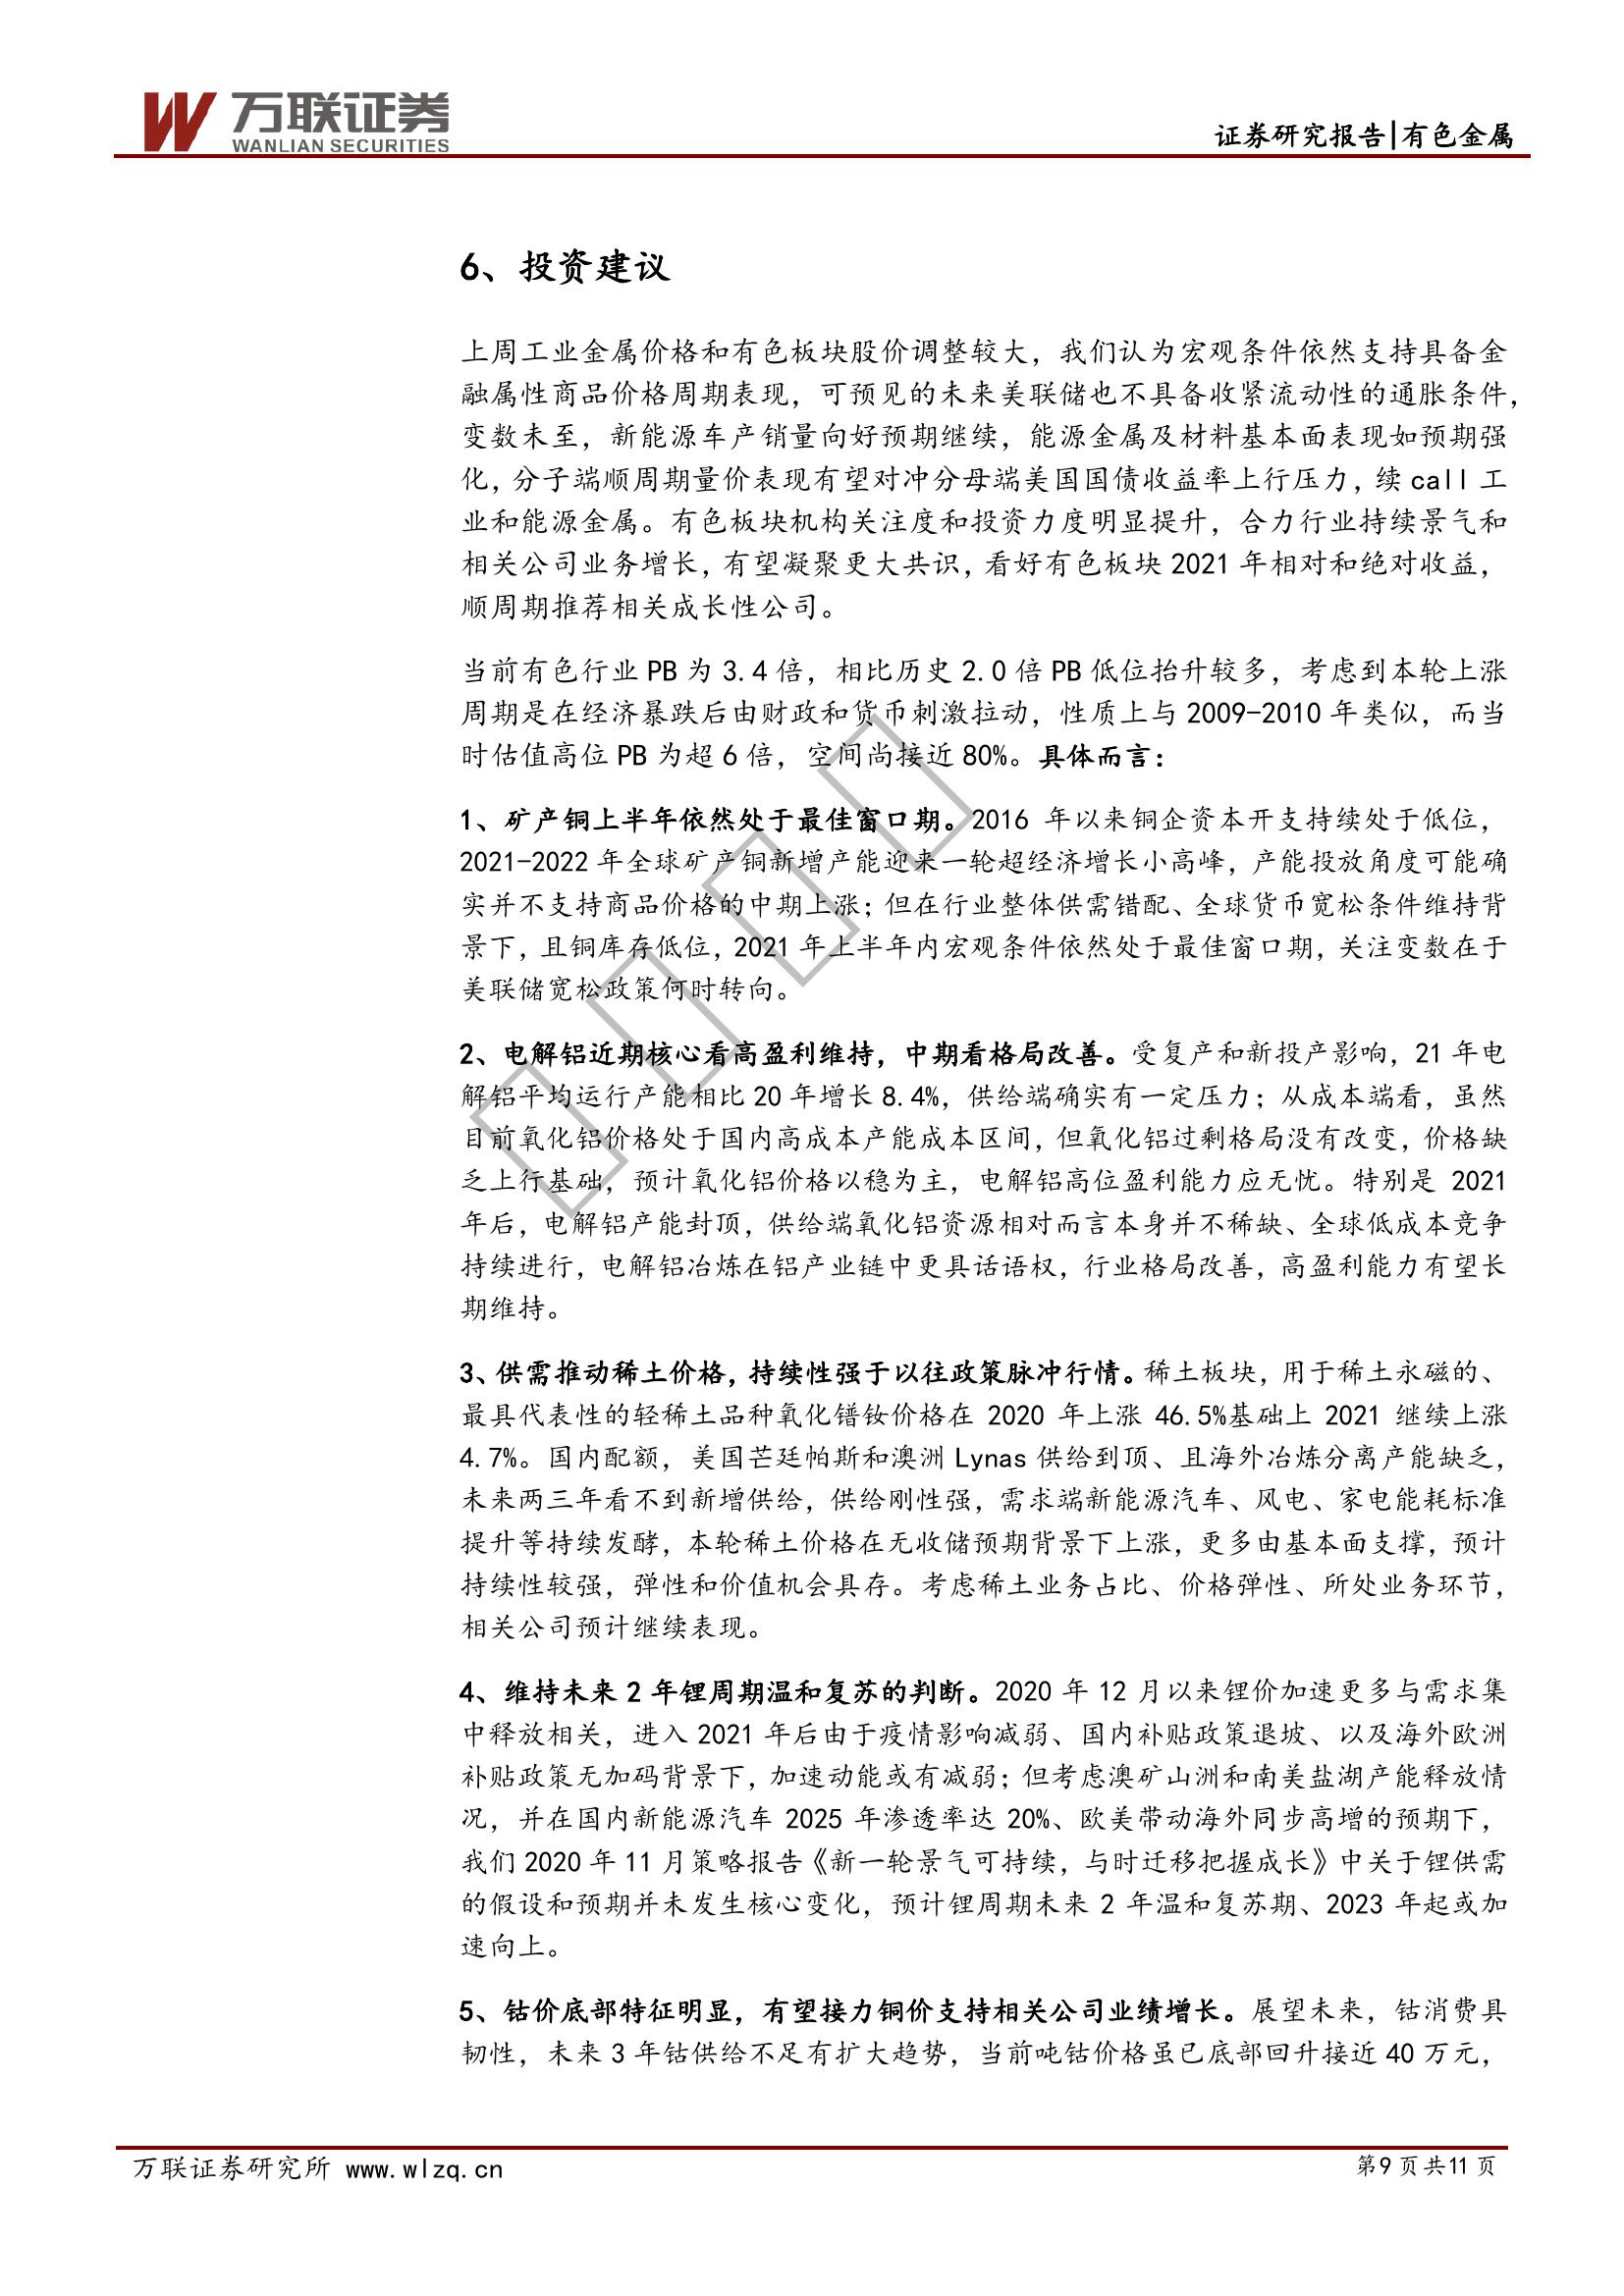 万联证券
WANLIAN SECURITIES
证券研究报告|有色金属
6、投资建议
上周工业金属价格和有色板块股价调整较大，我们认为宏观条件依然支持具备金
融属性商品价格周期表现，可预见的未来美联储也不具备收紧流动性的通胀条件，
变数未至，新能源车产销量向好预期继续，能源金属及材料基本面表现如预期强
化，分子端顺周期量价表现有望对冲分母端美国国债收益率上行压力，续 call 工
业和能源金属。有色板块机构关注度和投资力度明显提升，合力行业持续景气和
相关公司业务增长，有望凝聚更大共识，看好有色板块 2021 年相对和绝对收益，
顺周期推荐相关成长性公司。
当前有色行业 PB 为 3.4 倍，相比历史 2.0 倍 PB 低位抬升较多，考虑到本轮上涨
周期是在经济暴跌后由财政和货币刺激拉动，性质上与 2009-2010 年类似，而当
时估值高位 PB 为超 6 倍，空间尚接近 80%。具体而言：
1、矿产铜上半年依然处于最佳窗口期。2016 年以来铜企资本开支持续处于低位，
2021-2022 年全球矿产铜新增产能迎来一轮超经济增长小高峰，产能投放角度可能确
实并不支持商品价格的中期上涨；但在行业整体供需错配、全球货币宽松条件维持背
景下，且铜库存低位，2021 年上半年内宏观条件依然处于最佳窗口期，关注变数在于
美联储宽松政策何时转向。
2、电解铝近期核心看高盈利维持，中期看格局改善。受复产和新投产影响，21 年电
解铝平均运行产能相比 20 年增长 8.4%，供给端确实有一定压力；从成本端看，虽然
目前氧化铝价格处于国内高成本产能成本区间，但氧化铝过剩格局没有改变，价格缺
乏上行基础，预计氧化铝价格以稳为主，电解铝高位盈利能力应无忧。特别是 2021
年后，电解铝产能封顶，供给端氧化铝资源相对而言本身并不稀缺、全球低成本竞争
持续进行，电解铝冶炼在铝产业链中更具话语权，行业格局改善，高盈利能力有望长
期维持。
3、供需推动稀土价格，持续性强于以往政策脉冲行情。稀土板块，用于稀土永磁的、
最具代表性的轻稀土品种氧化镨钕价格在 2020 年上涨 46.5%基础上 2021 继续上涨
4.7%。国内配额，美国芒廷帕斯和澳洲 Lynas 供给到顶、且海外冶炼分离产能缺乏，
未来两三年看不到新增供给，供给刚性强，需求端新能源汽车、风电、家电能耗标准
提升等持续发酵，本轮稀土价格在无收储预期背景下上涨，更多由基本面支撑，预计
持续性较强，弹性和价值机会具存。考虑稀土业务占比、价格弹性、所处业务环节，
相关公司预计继续表现。
4、维持未来 2 年锂周期温和复苏的判断。2020 年 12 月以来锂价加速更多与需求集
中释放相关，进入 2021 年后由于疫情影响减弱、国内补贴政策退坡、以及海外欧洲
补贴政策无加码背景下，加速动能或有减弱；但考虑澳矿山洲和南美盐湖产能释放情
况，并在国内新能源汽车 2025 年渗透率达 20%、欧美带动海外同步高增的预期下，
我们 2020 年 11 月策略报告《新一轮景气可持续，与时迁移把握成长》中关于锂供需
的假设和预期并未发生核心变化，预计锂周期未来 2 年温和复苏期、2023 年起或加
速向上。
5、钴价底部特征明显，有望接力铜价支持相关公司业绩增长。展望未来，钴消费具
韧性，未来 3 年钴供给不足有扩大趋势，当前吨钴价格虽已底部回升接近 40 万元，
万联证券研究所 www.wlzq.cn
第 9 页 共 11 页